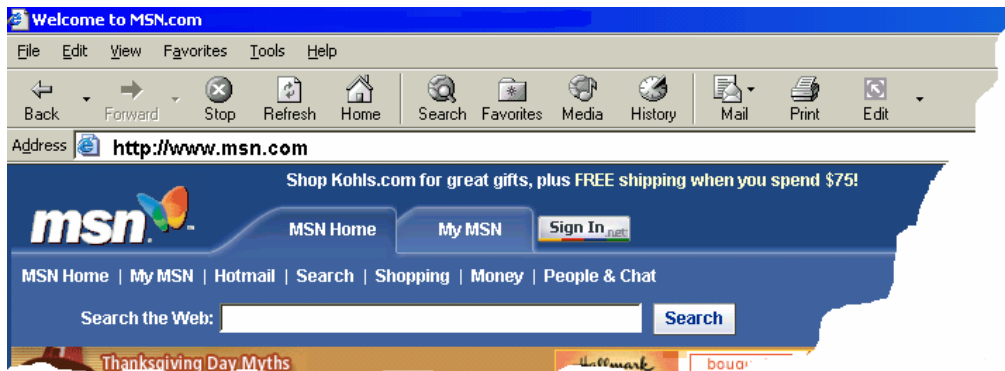 Welcome to MSN.com
File Edit View Favorites Tools Help
Back Forward Stop Refresh Home Search Favorites Media History Mail Print Edit
Address http://www.msn.com
Shop Kohls.com for great gifts, plus FREE shipping when you spend $75!
msn MSN Home My MSN Sign In .net
MSN Home | My MSN | Hotmail | Search | Shopping | Money | People & Chat
Search the Web: Search
Thanksgiving Day Myths Hallmark